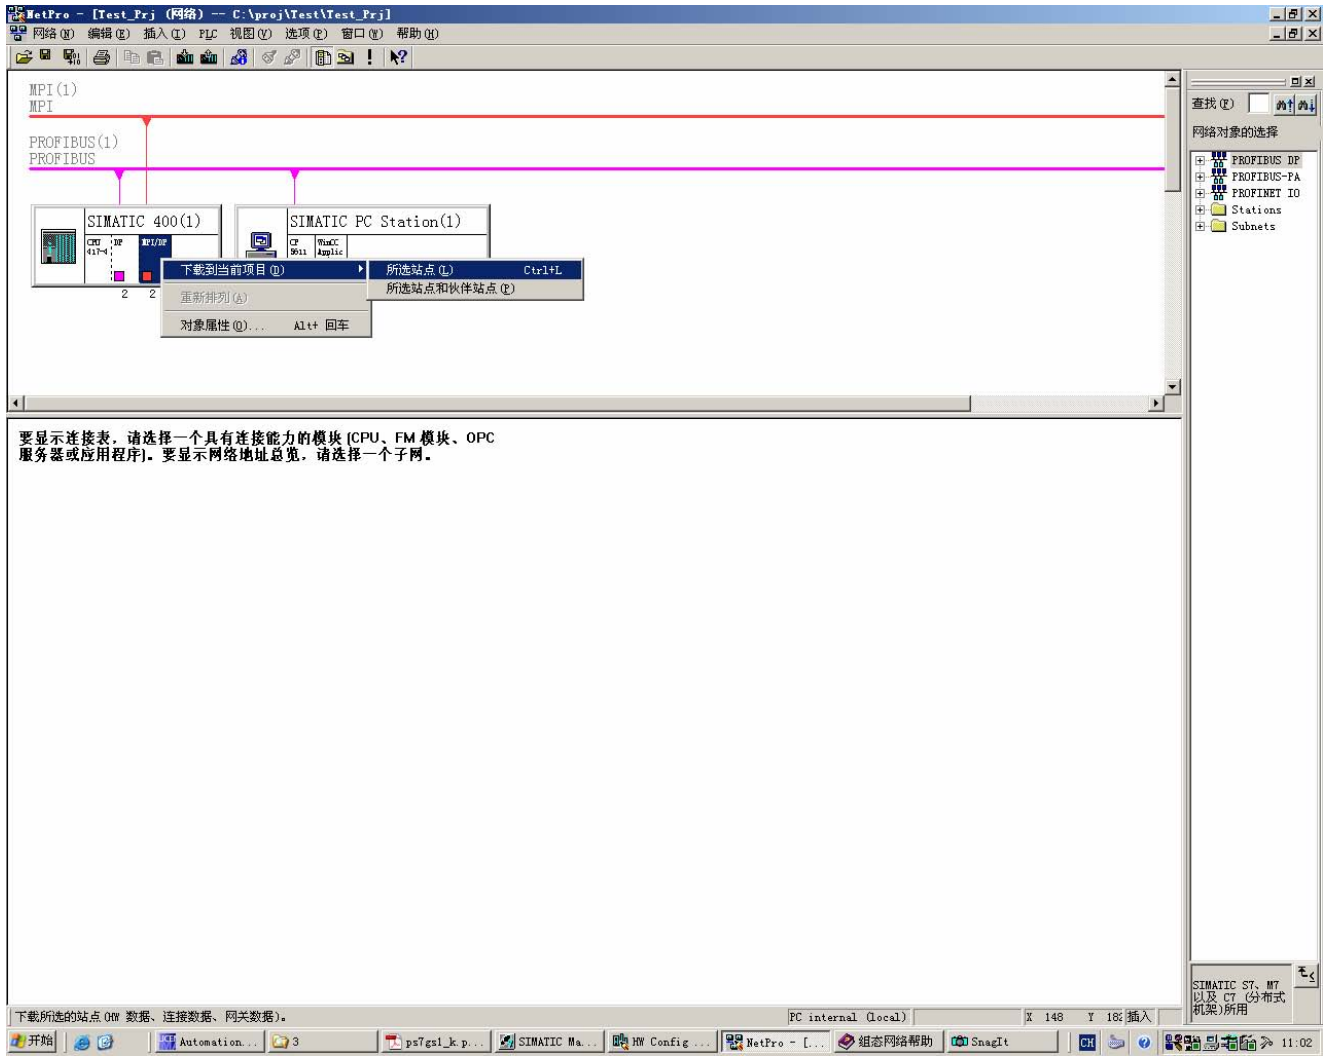 NetPro - [Test_Prj (网络) -- C:\proj\Test\Test_Prj]
网络(N) 编辑(E) 插入(I) PLC 视图(V) 选项(P) 窗口(W) 帮助(H)
MPI(1)
MPI
PROFIBUS(1)
PROFIBUS
SIMATIC 400(1)
CPU 417-4
DP
MPI/DP
2 2
SIMATIC PC Station(1)
CP 5611
WinCC Applic
下载到当前项目(D)
重新排列(A)
对象属性(O)... Alt+ 回车
所选站点(L) Ctrl+L
所选站点和伙伴站点(P)
查找(F)
网络对象的选择
PROFIBUS DP
PROFIBUS-PA
PROFINET IO
Stations
Subnets
要显示连接表，请选择一个具有连接能力的模块 (CPU、FM 模块、OPC
服务器或应用程序)。要显示网络地址总览，请选择一个子网。
SIMATIC S7、M7
以及 C7 (分布式
机架)所用
下载所选的站点(HW 数据、连接数据、网关数据)。
PC internal (local)
X 148 Y 182
插入
开始
Automation...
3
ps7gsl_k.p...
SIMATIC Ma...
HW Config ...
NetPro - [...
组态网络帮助
SnagIt
CH
11:02